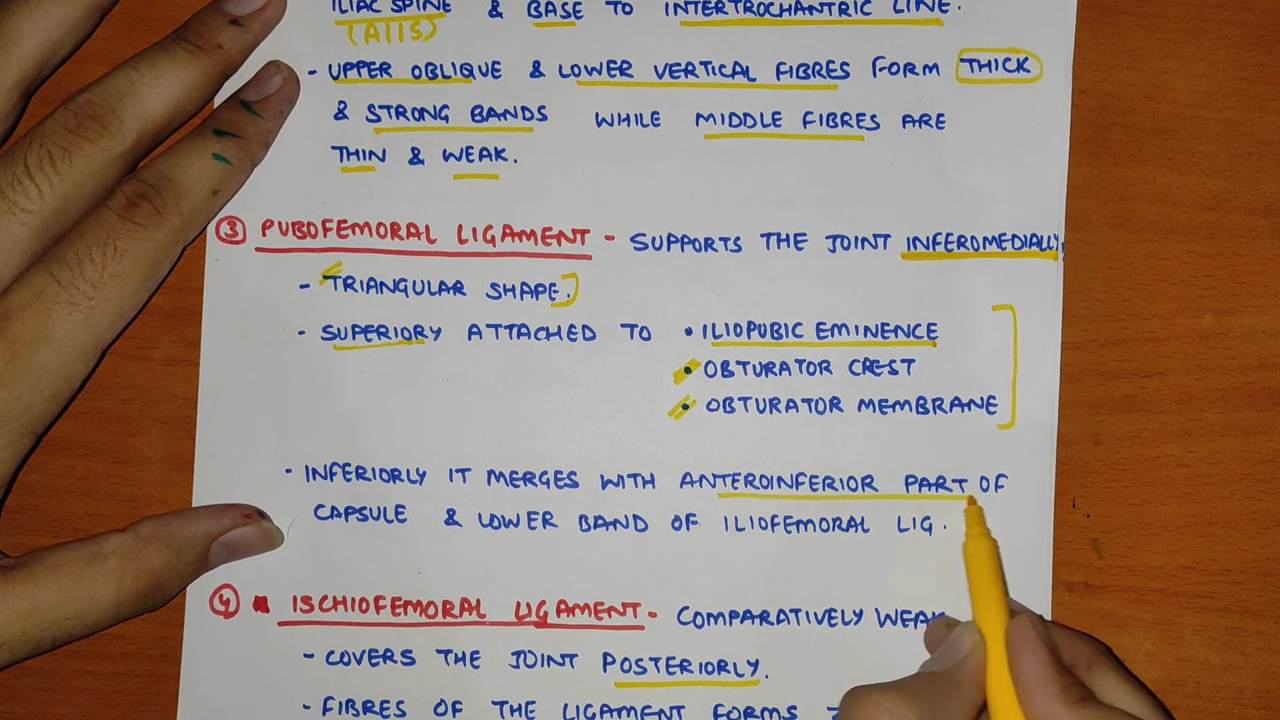 ILIAC SPINE & BASE TO INTERTROCHANTRIC LINE.
(AIIS)
- UPPER OBLIQUE & LOWER VERTICAL FIBRES FORM THICK
& STRONG BANDS WHILE MIDDLE FIBRES ARE
THIN & WEAK.
③ PUBOFEMORAL LIGAMENT - SUPPORTS THE JOINT INFEROMEDIALLY.
- TRIANGULAR SHAPE.
- SUPERIORY ATTACHED TO • ILIOPUBIC EMINENCE
• OBTURATOR CREST
• OBTURATOR MEMBRANE
• INFERIORLY IT MERGES WITH ANTEROINFERIOR PART OF
CAPSULE & LOWER BAND OF ILIOFEMORAL LIG.
④ ISCHIOFEMORAL LIGAMENT - COMPARATIVELY WEAK
- COVERS THE JOINT POSTERIORLY.
- FIBRES OF THE LIGAMENT FORMS